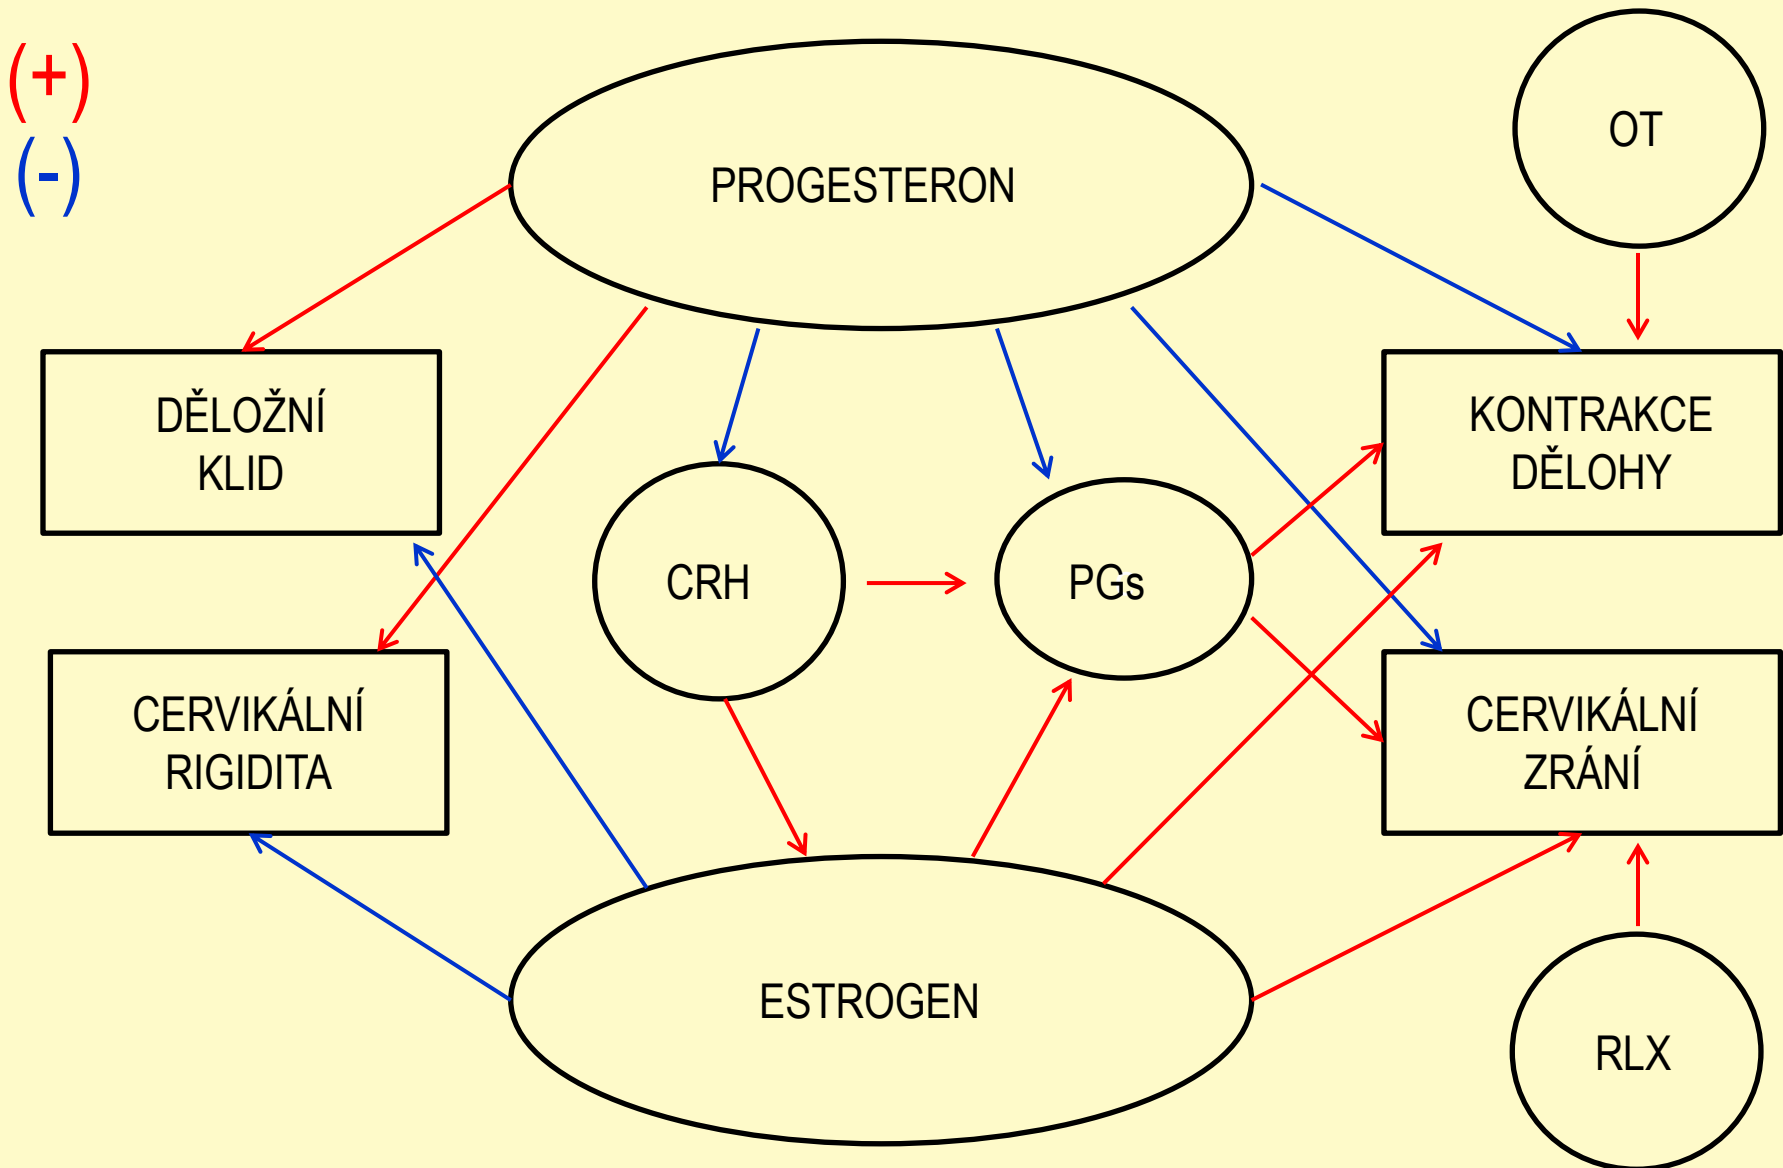 (+)
(-)
PROGESTERON
OT
DĚLOŽNÍ
KLID
KONTRAKCE
DĚLOHY
CRH
PGs
CERVIKÁLNÍ
RIGIDITA
CERVIKÁLNÍ
ZRÁNÍ
ESTROGEN
RLX